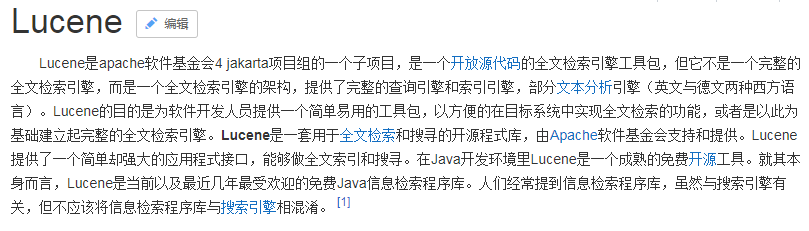 Lucene 编辑
Lucene是apache软件基金会4 jakarta项目组的一个子项目，是一个开放源代码的全文检索引擎工具包，但它不是一个完整的
全文检索引擎，而是一个全文检索引擎的架构，提供了完整的查询引擎和索引引擎，部分文本分析引擎（英文与德文两种西方语
言）。Lucene的目的是为软件开发人员提供一个简单易用的工具包，以方便的在目标系统中实现全文检索的功能，或者是以此为
基础建立起完整的全文检索引擎。Lucene是一套用于全文检索和搜寻的开源程式库，由Apache软件基金会支持和提供。Lucene
提供了一个简单却强大的应用程式接口，能够做全文索引和搜寻。在Java开发环境里Lucene是一个成熟的免费开源工具。就其本
身而言，Lucene是当前以及最近几年最受欢迎的免费Java信息检索程序库。人们经常提到信息检索程序库，虽然与搜索引擎有
关，但不应该将信息检索程序库与搜索引擎相混淆。 [1]